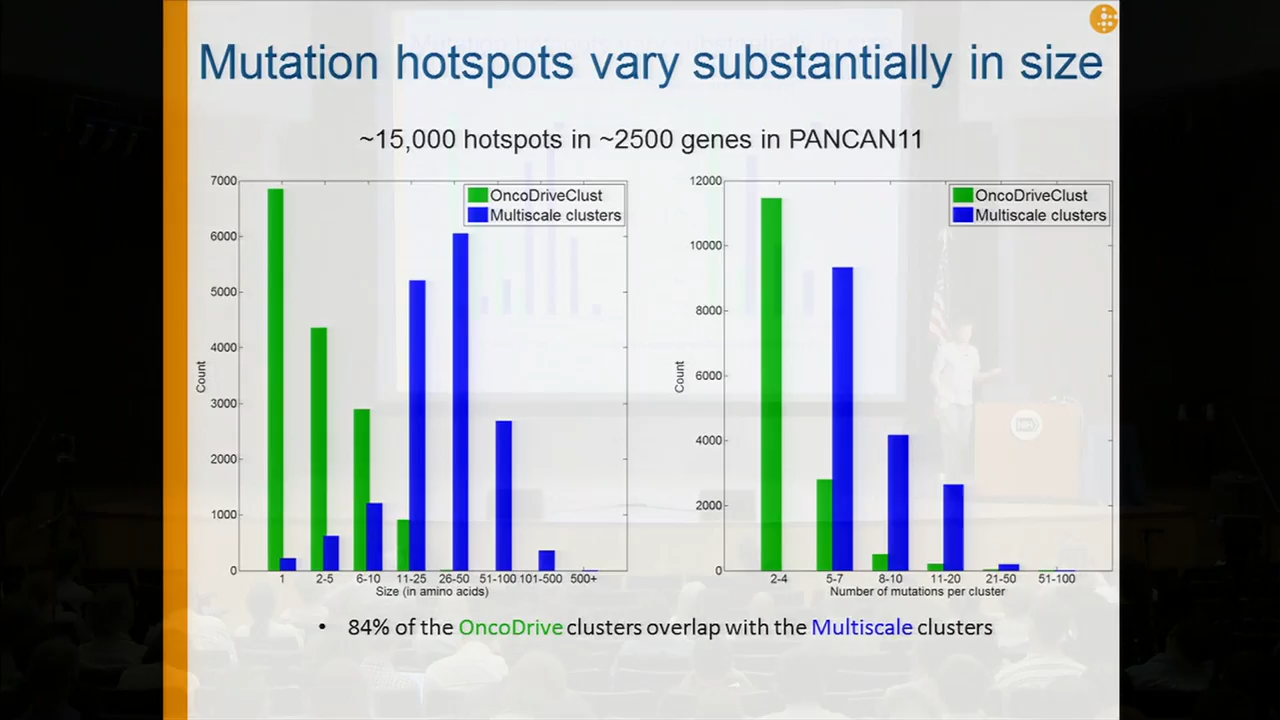 Mutation hotspots vary substantially in size
~15,000 hotspots in ~2500 genes in PANCAN11
7000
6000
5000
4000
3000
2000
1000
0
Count
OncoDriveClust
Multiscale clusters
1 2-5 6-10 11-25 26-50 51-100 101-500 500+
Size (in amino acids)
12000
10000
8000
6000
4000
2000
0
Count
OncoDriveClust
Multiscale clusters
2-4 5-7 8-10 11-20 21-50 51-100
Number of mutations per cluster
• 84% of the OncoDrive clusters overlap with the Multiscale clusters